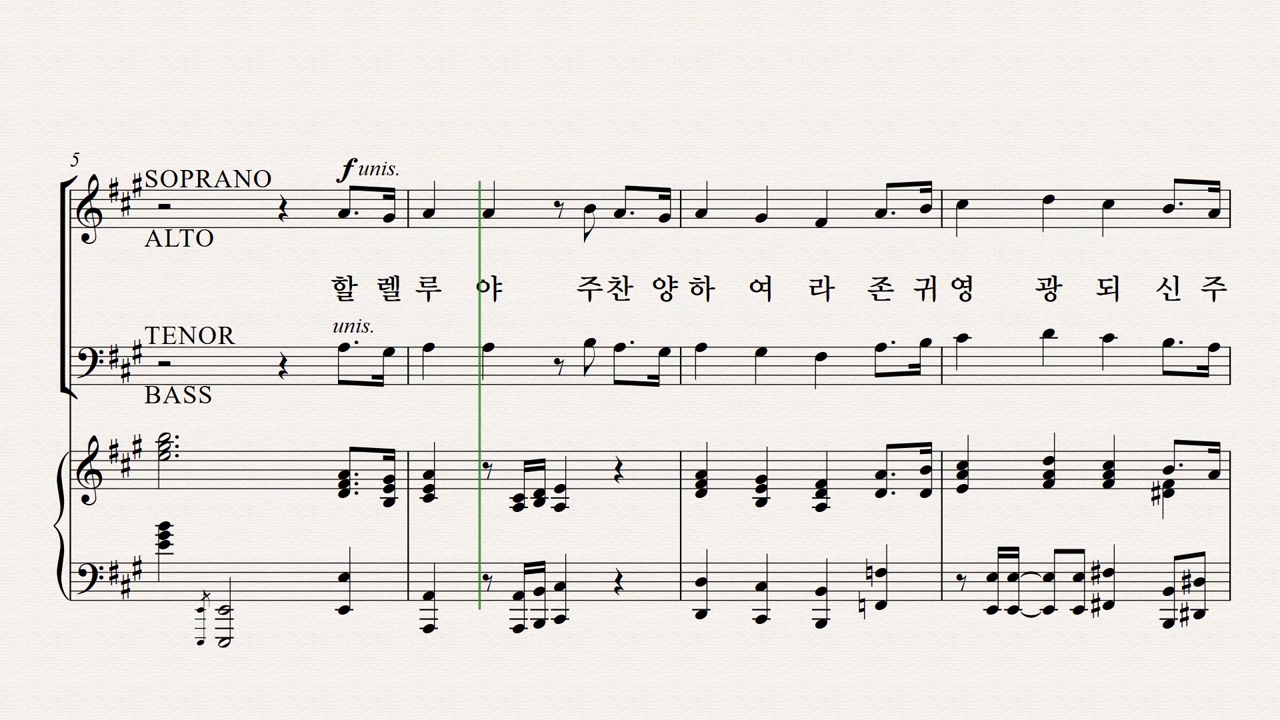 5
SOPRANO
f unis.
ALTO
할 렐 루 야 주 찬 양 하 여 라 존 귀 영 광 되 신 주
unis.
TENOR
BASS